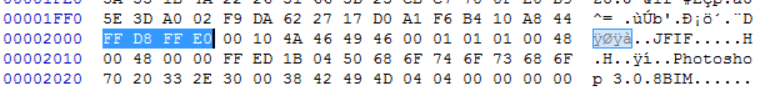 00001FF0 5E 3D A0 02 F9 DA 62 27 17 D0 A1 F6 B4 10 A8 44 ^= .ùÚb'.Ð¡ö´.¨D
00002000 FF D8 FF E0 00 10 4A 46 49 46 00 01 01 01 00 48 ÿØÿà..JFIF.....H
00002010 00 48 00 00 FF ED 1B 04 50 68 6F 74 6F 73 68 6F .H..ÿí..Photosho
00002020 70 20 33 2E 30 00 38 42 49 4D 04 04 00 00 00 00 p 3.0.8BIM......